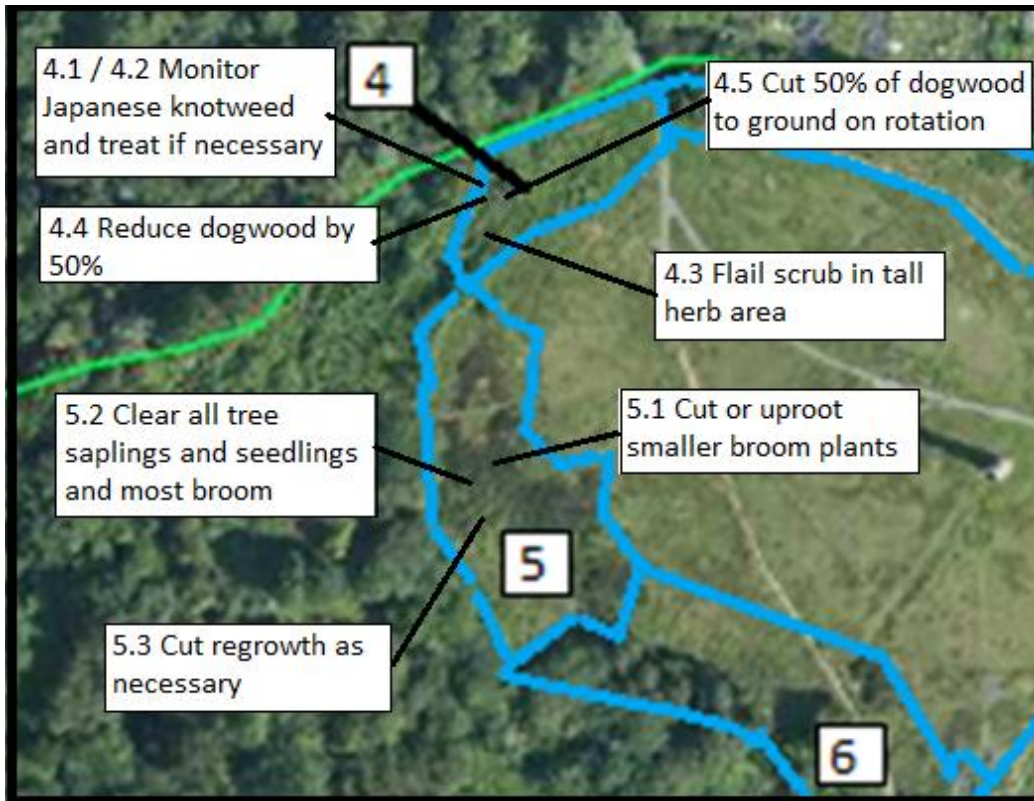 4.1 / 4.2 Monitor
Japanese knotweed
and treat if necessary
4
4.5 Cut 50% of dogwood
to ground on rotation
4.4 Reduce dogwood by
50%
4.3 Flail scrub in tall
herb area
5.2 Clear all tree
saplings and seedlings
and most broom
5.1 Cut or uproot
smaller broom plants
5
5.3 Cut regrowth as
necessary
6